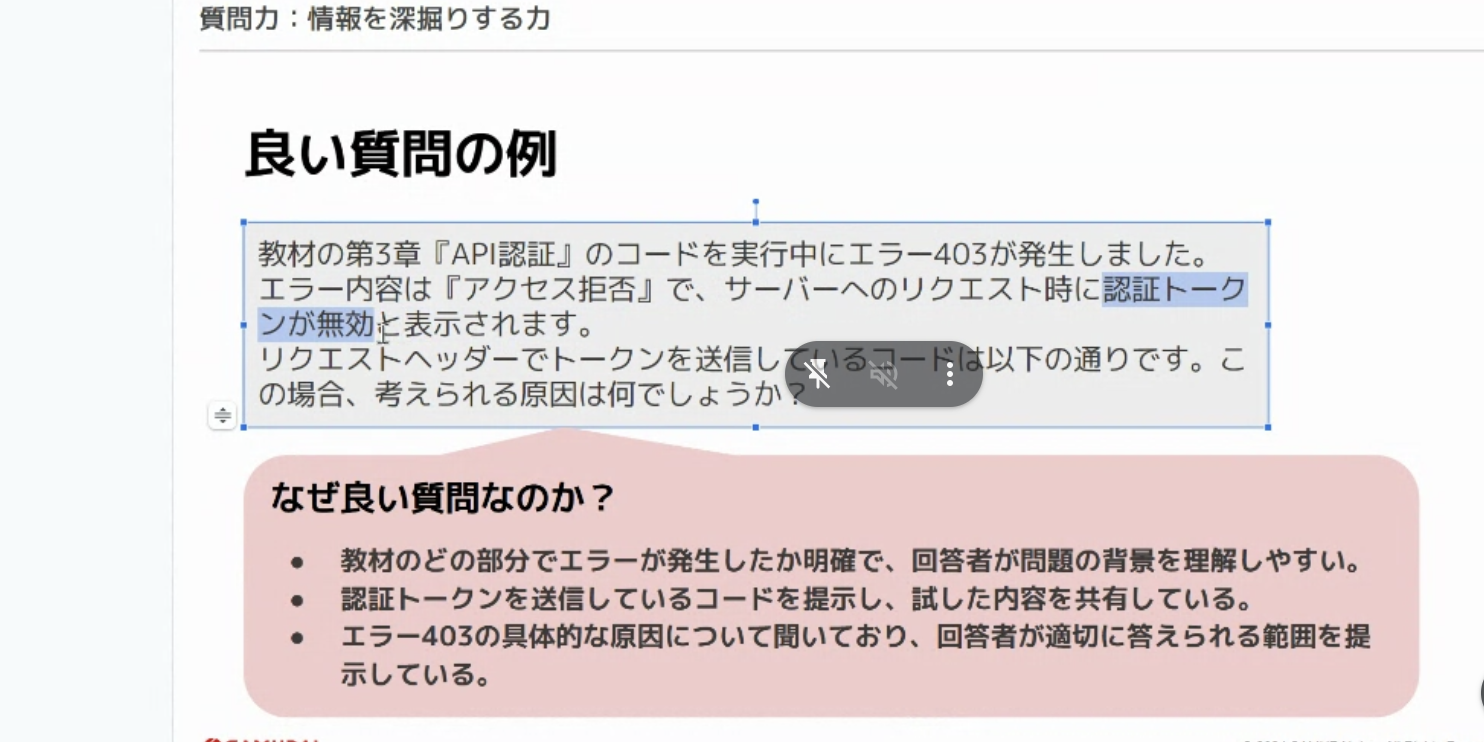 質問力：情報を深掘りする力
良い質問の例
教材の第3章『API認証』のコードを実行中にエラー403が発生しました。
エラー内容は『アクセス拒否』で、サーバーへのリクエスト時に認証トーク
ンが無効と表示されます。
リクエストヘッダーでトークンを送信しているコードは以下の通りです。こ
の場合、考えられる原因は何でしょうか？
なぜ良い質問なのか？
● 教材のどの部分でエラーが発生したか明確で、回答者が問題の背景を理解しやすい。
● 認証トークンを送信しているコードを提示し、試した内容を共有している。
● エラー403の具体的な原因について聞いており、回答者が適切に答えられる範囲を提
示している。